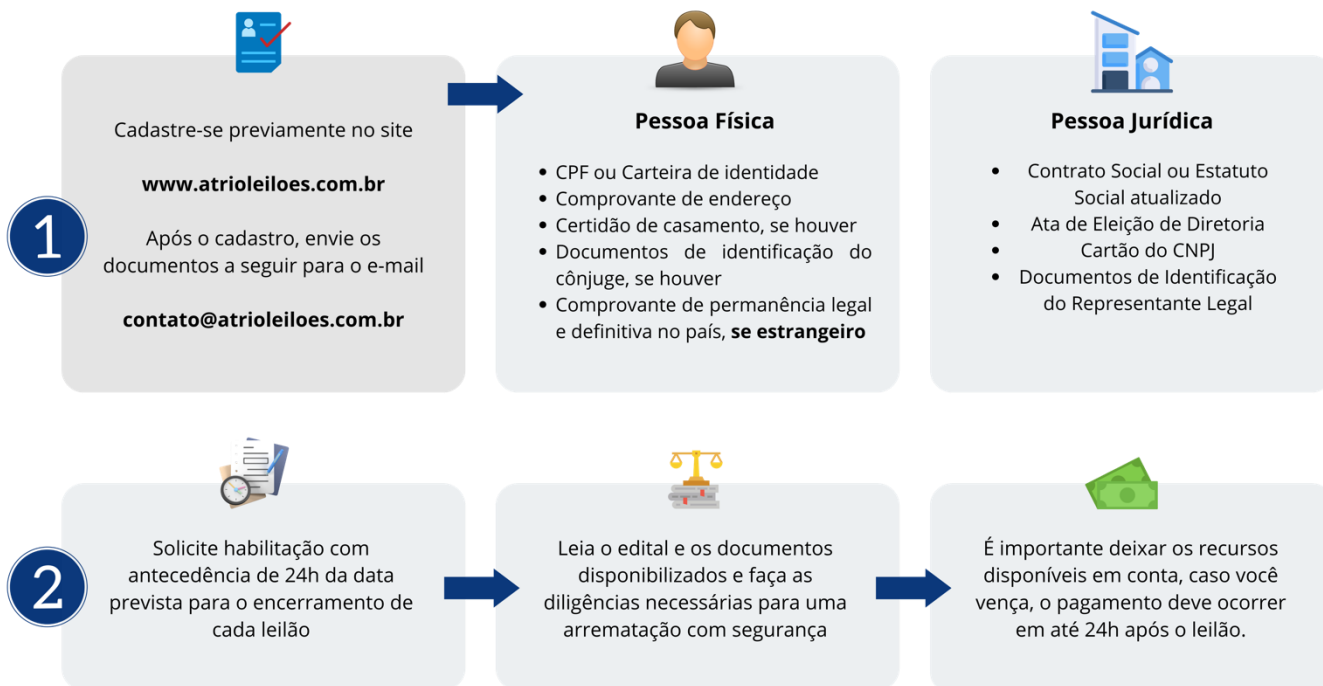 1
Cadastre-se previamente no site
www.atrioleiloes.com.br
Após o cadastro, envie os
documentos a seguir para o e-mail
contato@atrioleiloes.com.br
Pessoa Física
• CPF ou Carteira de identidade
• Comprovante de endereço
• Certidão de casamento, se houver
• Documentos de identificação do
cônjuge, se houver
• Comprovante de permanência legal
e definitiva no país, se estrangeiro
Pessoa Jurídica
• Contrato Social ou Estatuto
Social atualizado
• Ata de Eleição de Diretoria
• Cartão do CNPJ
• Documentos de Identificação
do Representante Legal
2
Solicite habilitação com
antecedência de 24h da data
prevista para o encerramento de
cada leilão
Leia o edital e os documentos
disponibilizados e faça as
diligências necessárias para uma
arrematação com segurança
É importante deixar os recursos
disponíveis em conta, caso você
vença, o pagamento deve ocorrer
em até 24h após o leilão.